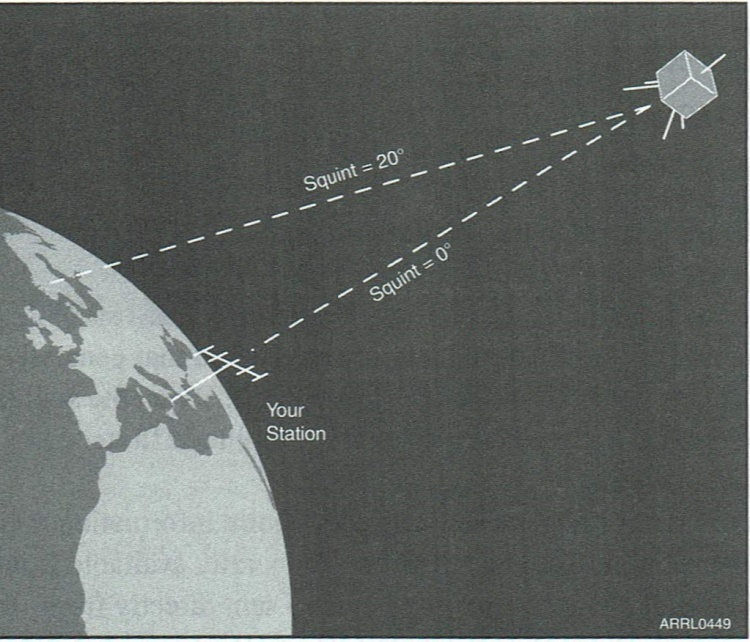 Squint = 20°
Squint = 0°
Your
Station
ARRL0449